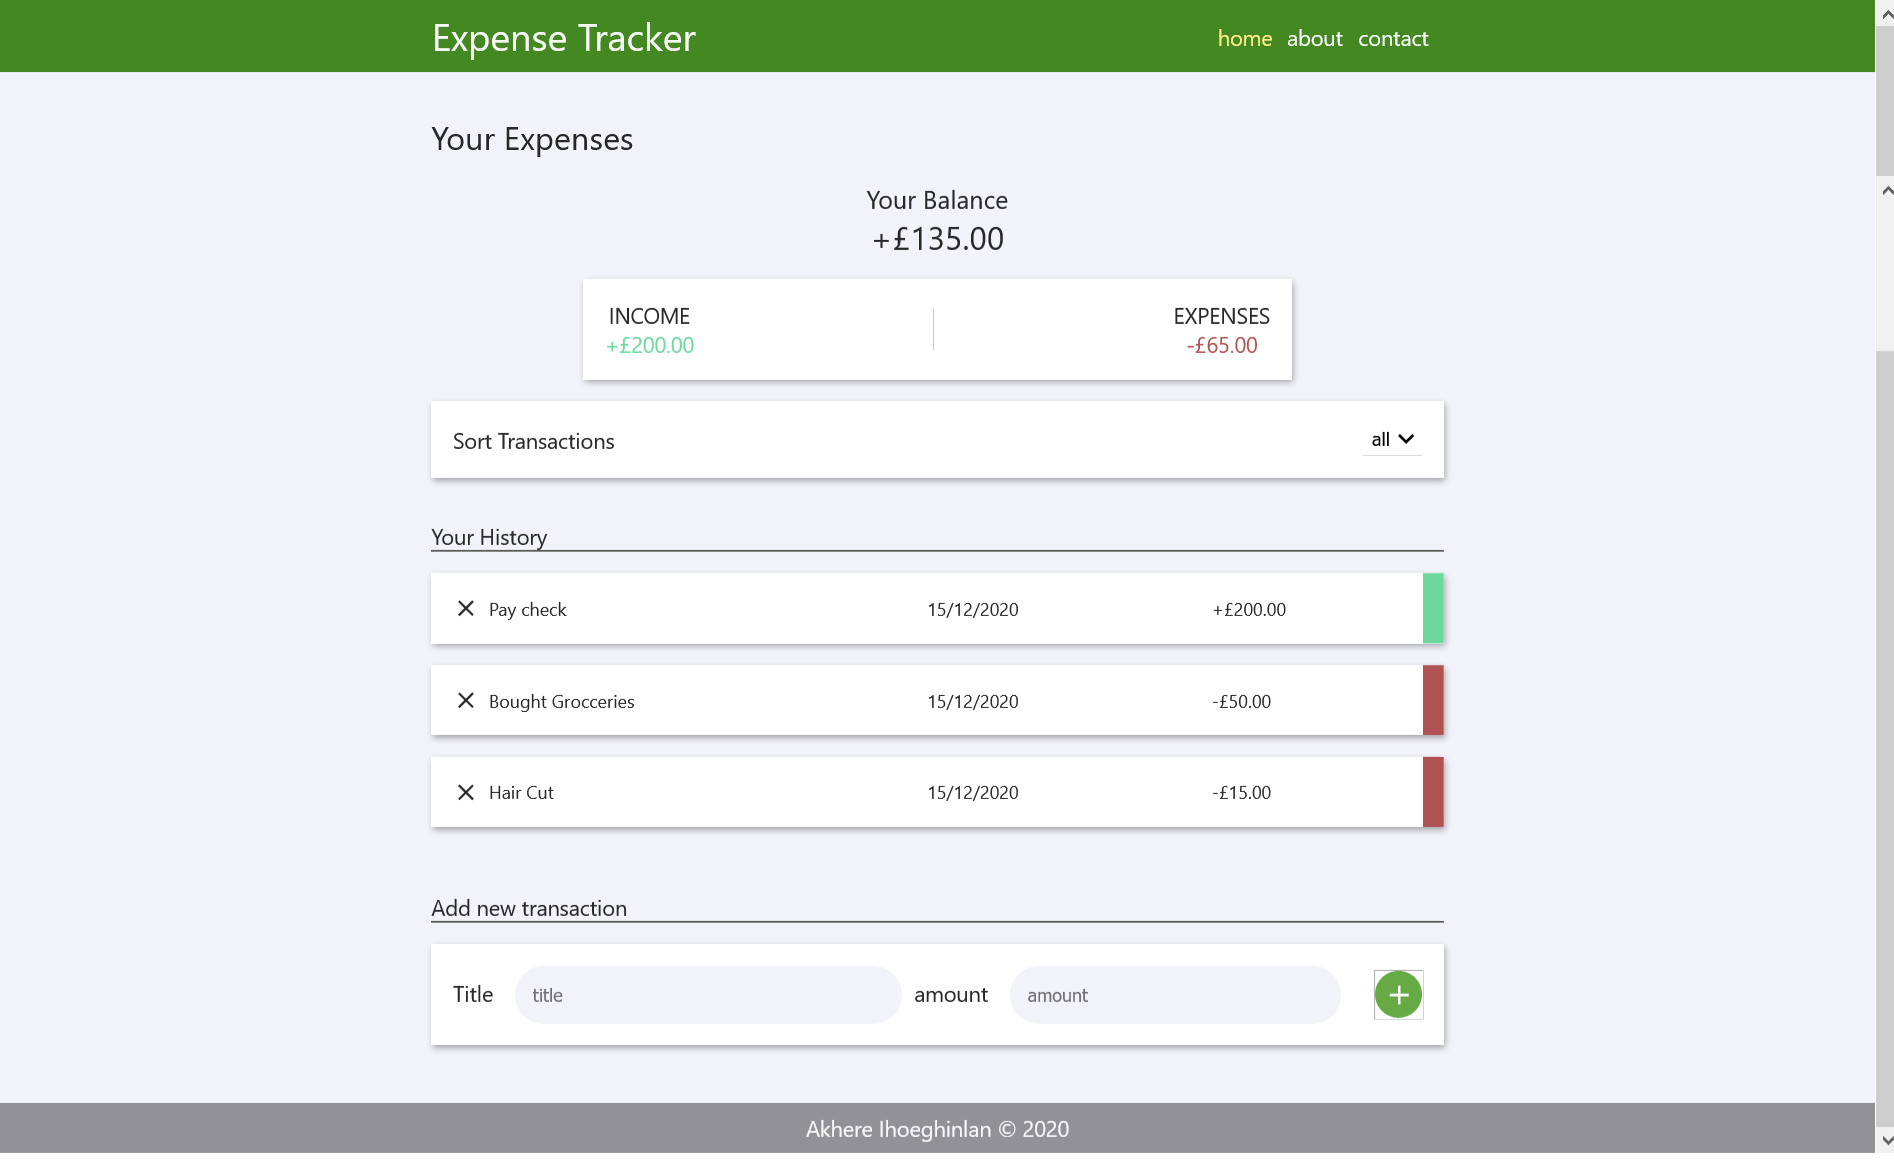 Expense Tracker
home about contact
Your Expenses
Your Balance
+£135.00
INCOME
+£200.00
EXPENSES
-£65.00
Sort Transactions
all
Your History
Pay check 15/12/2020 +£200.00
Bought Grocceries 15/12/2020 -£50.00
Hair Cut 15/12/2020 -£15.00
Add new transaction
Title title amount amount
Akhere Ihoeghinlan © 2020